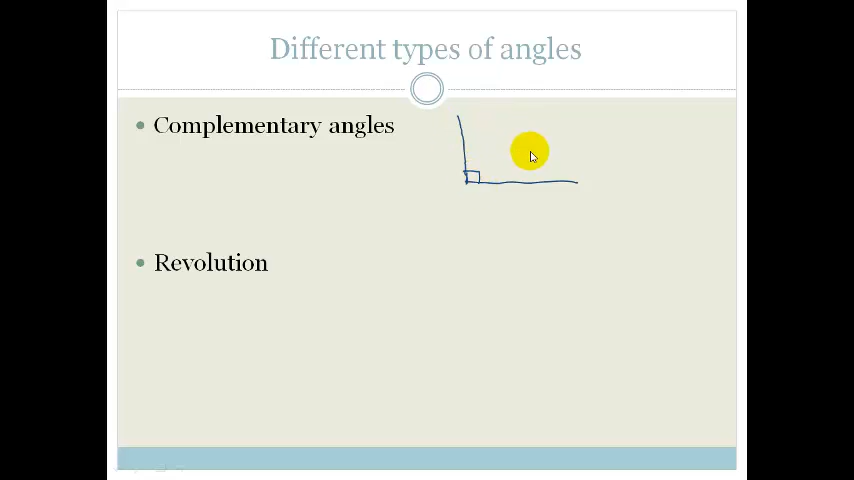 Different types of angles
Complementary angles
Revolution